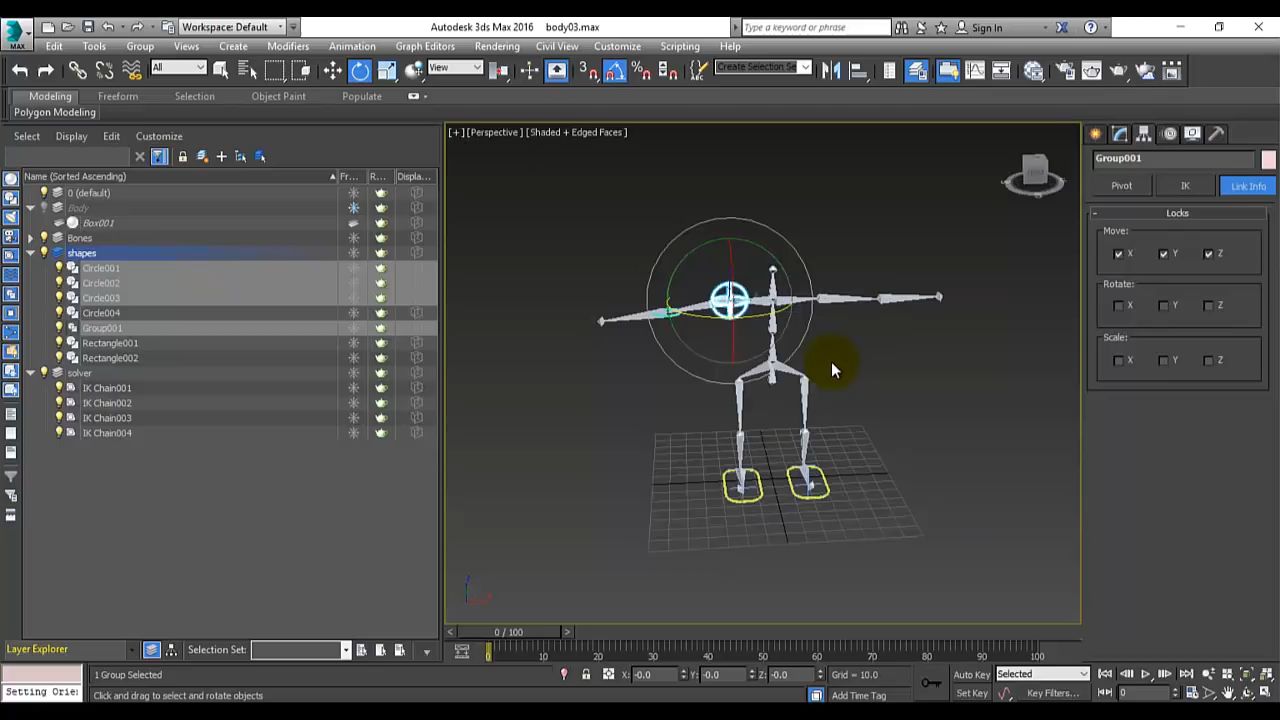 Workspace: Default
Autodesk 3ds Max 2016 body03.max
Type a keyword or phrase
Sign In
MAX
Edit Tools Group Views Create Modifiers Animation Graph Editors Rendering Civil View Customize Scripting Help
All
View
3
Create Selection Se
Modeling Freeform Selection Object Paint Populate
Polygon Modeling
Select Display Edit Customize
[+] [Perspective] [Shaded + Edged Faces]
Group001
Name (Sorted Ascending) Fr... R... Displa...
Pivot IK Link Info
0 (default)
Body
Box001
Bones
shapes
Circle001
Circle002
Circle003
Circle004
Group001
Rectangle001
Rectangle002
solver
IK Chain001
IK Chain002
IK Chain003
IK Chain004
- Locks
Move:
X Y Z
Rotate:
X Y Z
Scale:
X Y Z
0 / 100
Layer Explorer
Selection Set:
0 10 20 30 40 50 60 70 80 90 100
1 Group Selected X: -0.0 Y: -0.0 Z: -0.0 Grid = 10.0 Auto Key Selected
Setting Orie: Click and drag to select and rotate objects Add Time Tag Set Key Key Filters... 0